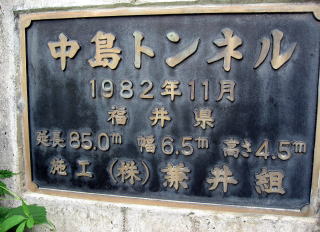 中島トンネル
1982年11月
福井県
延長85.0m 幅6.5m 高さ4.5m
施工(株)兼井組